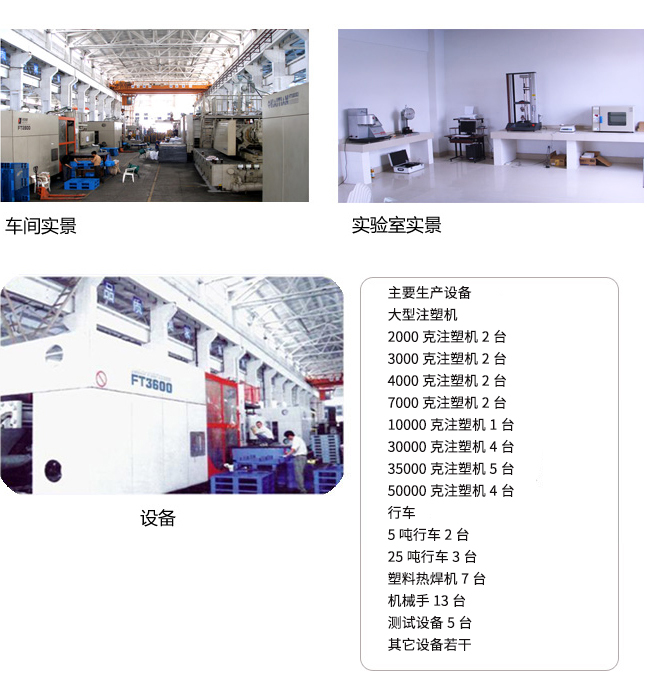 FT3600
车间实景
实验室实景
FT3600
设备
主要生产设备
大型注塑机
2000 克注塑机 2 台
3000 克注塑机 2 台
4000 克注塑机 2 台
7000 克注塑机 2 台
10000 克注塑机 1 台
30000 克注塑机 4 台
35000 克注塑机 5 台
50000 克注塑机 4 台
行车
5 吨行车 2 台
25 吨行车 3 台
塑料热焊机 7 台
机械手 13 台
测试设备 5 台
其它设备若干